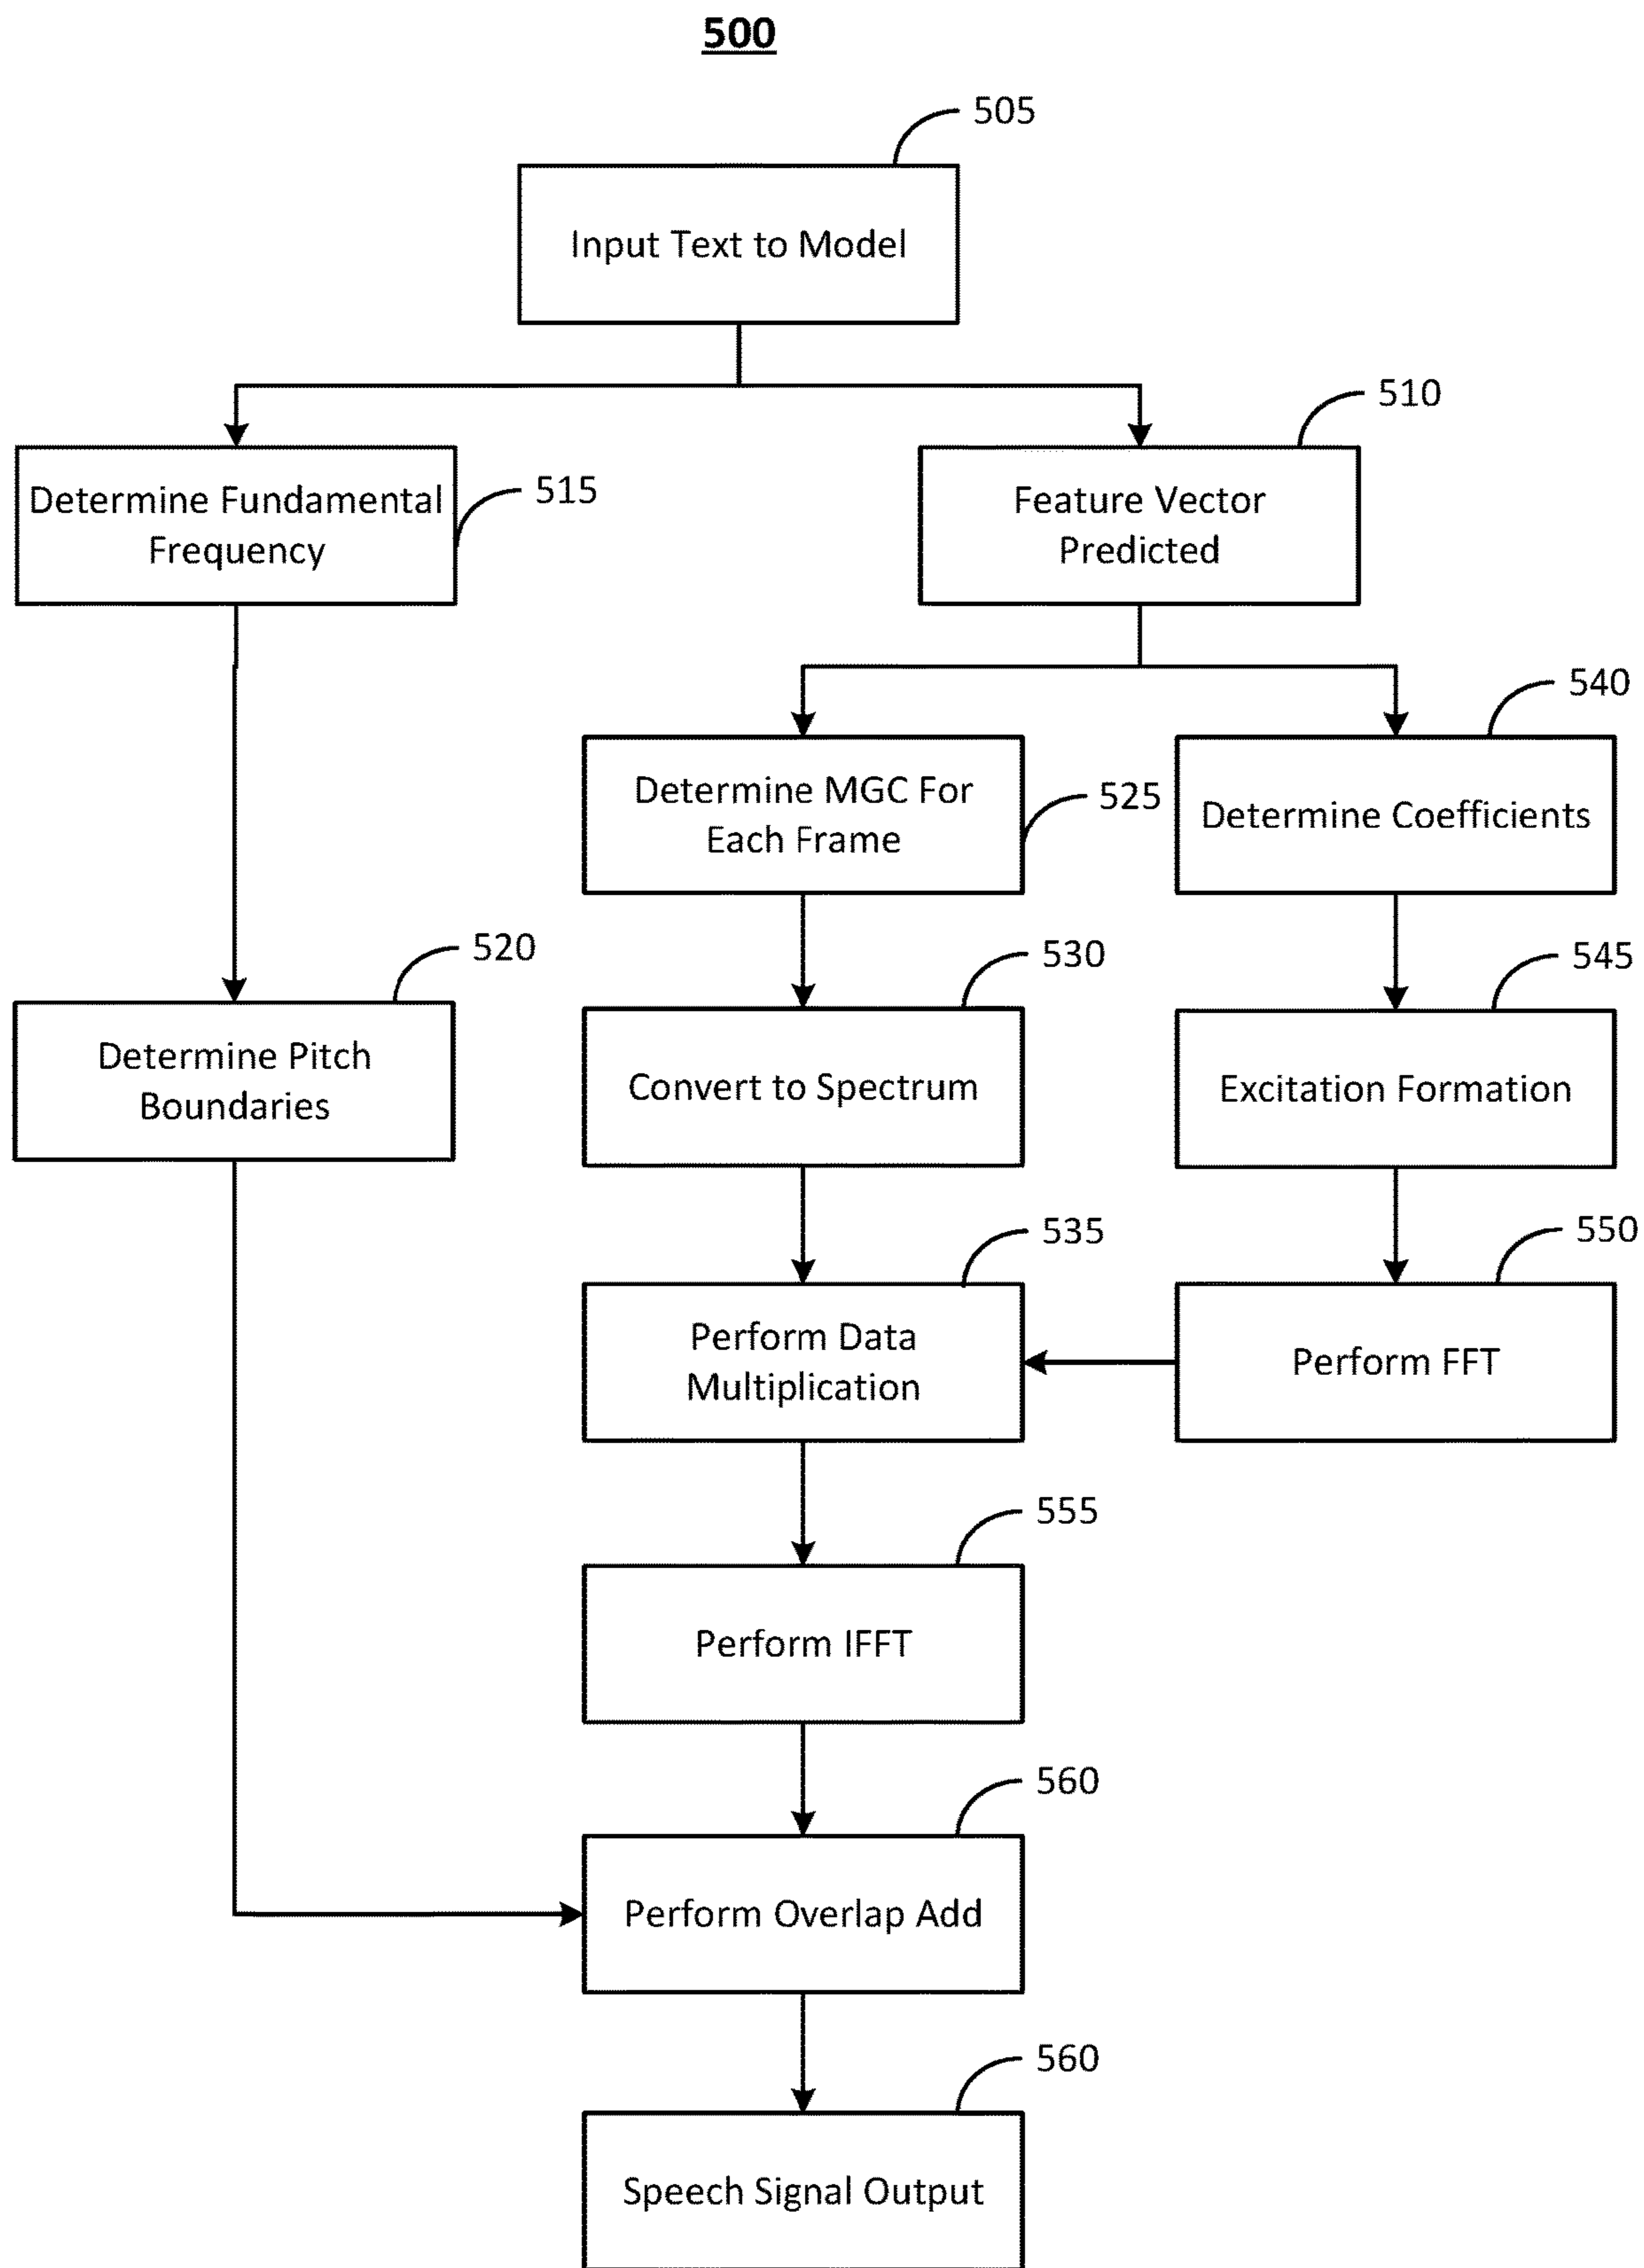 500
505
Input Text to Model
510
Determine Fundamental
Frequency
515
Feature Vector
Predicted
540
Determine MGC For
Each Frame
525
Determine Coefficients
520
530
545
Determine Pitch
Boundaries
Convert to Spectrum
Excitation Formation
535
550
Perform Data
Multiplication
Perform FFT
555
Perform IFFT
560
Perform Overlap Add
560
Speech Signal Output